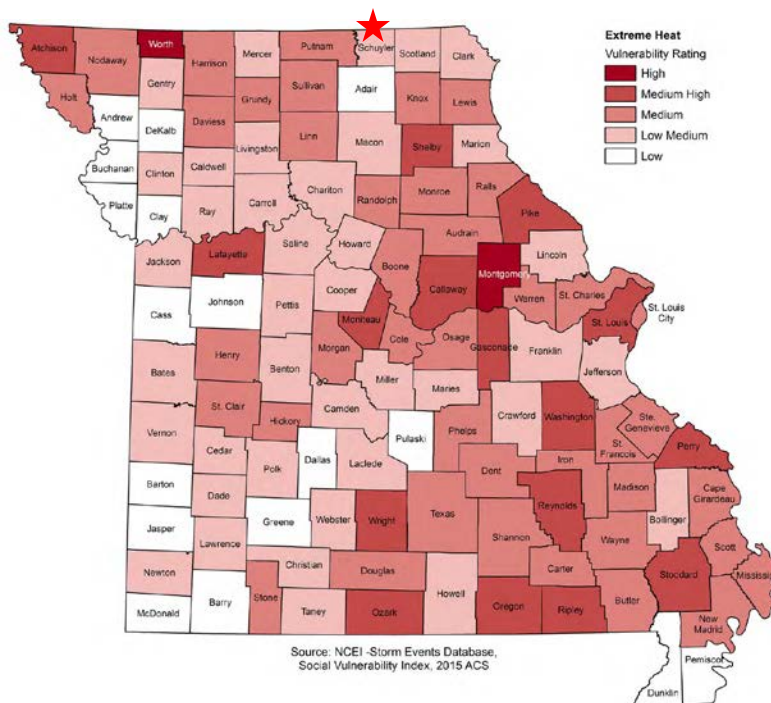 Extreme Heat
Vulnerability Rating
High
Medium High
Medium
Low Medium
Low
Atchison
Nodaway
Worth
Harrison
Mercer
Putnam
Schuyler
Scotland
Clark
Gentry
Sullivan
Adair
Knox
Lewis
Holt
Andrew
DeKalb
Daviess
Grundy
Linn
Macon
Shelby
Marion
Buchanan
Clinton
Caldwell
Livingston
Chariton
Randolph
Monroe
Ralls
Platte
Clay
Ray
Carroll
Pike
Audrain
Jackson
Lafayette
Saline
Howard
Boone
Callaway
Montgomery
Lincoln
Cass
Johnson
Pettis
Cooper
Moniteau
Cole
Osage
Gasconade
Warren
St. Charles
St. Louis
St. Louis
City
Bates
Henry
Benton
Morgan
Miller
Maries
Franklin
Jefferson
Vernon
St. Clair
Hickory
Camden
Pulaski
Phelps
Crawford
Washington
Ste.
Genevieve
St.
Francois
Perry
Barton
Cedar
Polk
Dallas
Laclede
Dent
Iron
Madison
Cape
Girardeau
Jasper
Dade
Greene
Webster
Wright
Texas
Shannon
Reynolds
Wayne
Bollinger
Scott
Newton
Lawrence
Christian
Douglas
Howell
Carter
Butler
Stoddard
Mississippi
McDonald
Barry
Stone
Taney
Ozark
Oregon
Ripley
New
Madrid
Pemiscot
Dunklin
Source: NCEI -Storm Events Database,
Social Vulnerability Index, 2015 ACS